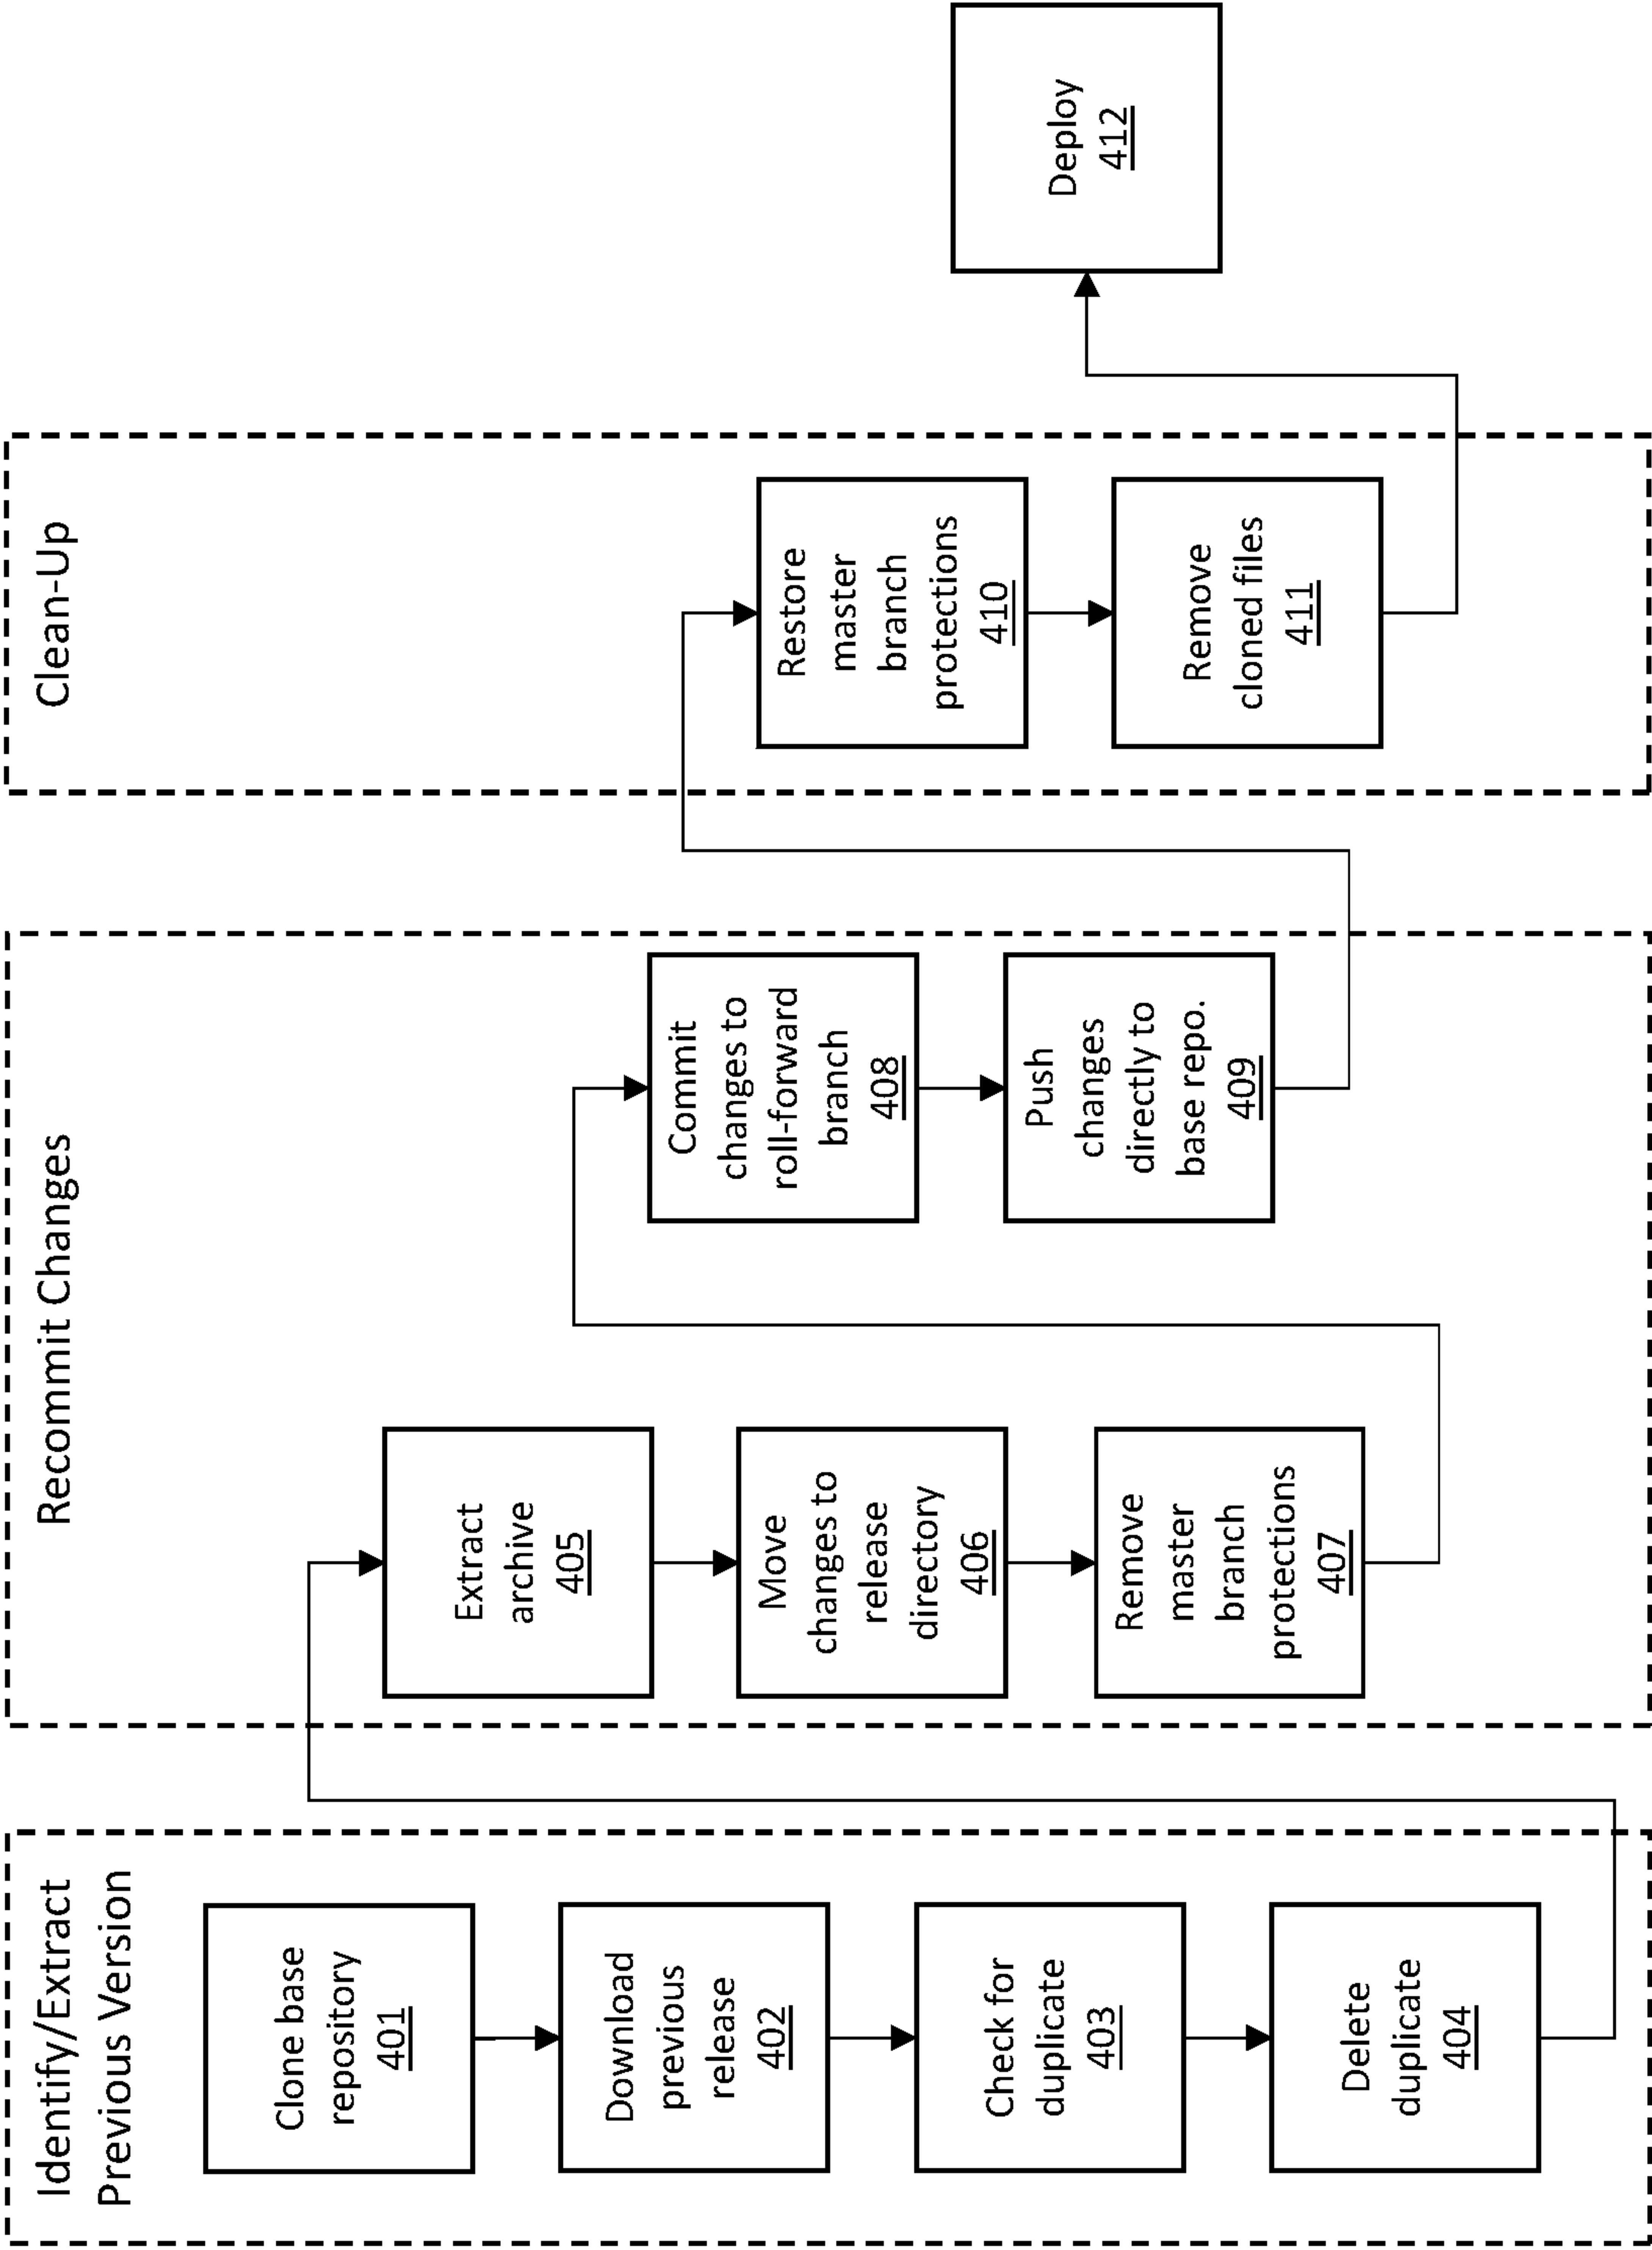 Identify/Extract
Previous Version
Clone base
repository
401
Download
previous
release
402
Check for
duplicate
403
Delete
duplicate
404
Recommit Changes
Extract
archive
405
Move
changes to
release
directory
406
Remove
master
branch
protections
407
Commit
changes to
roll-forward
branch
408
Push
changes
directly to
base repo.
409
Clean-Up
Restore
master
branch
protections
410
Remove
cloned files
411
Deploy
412